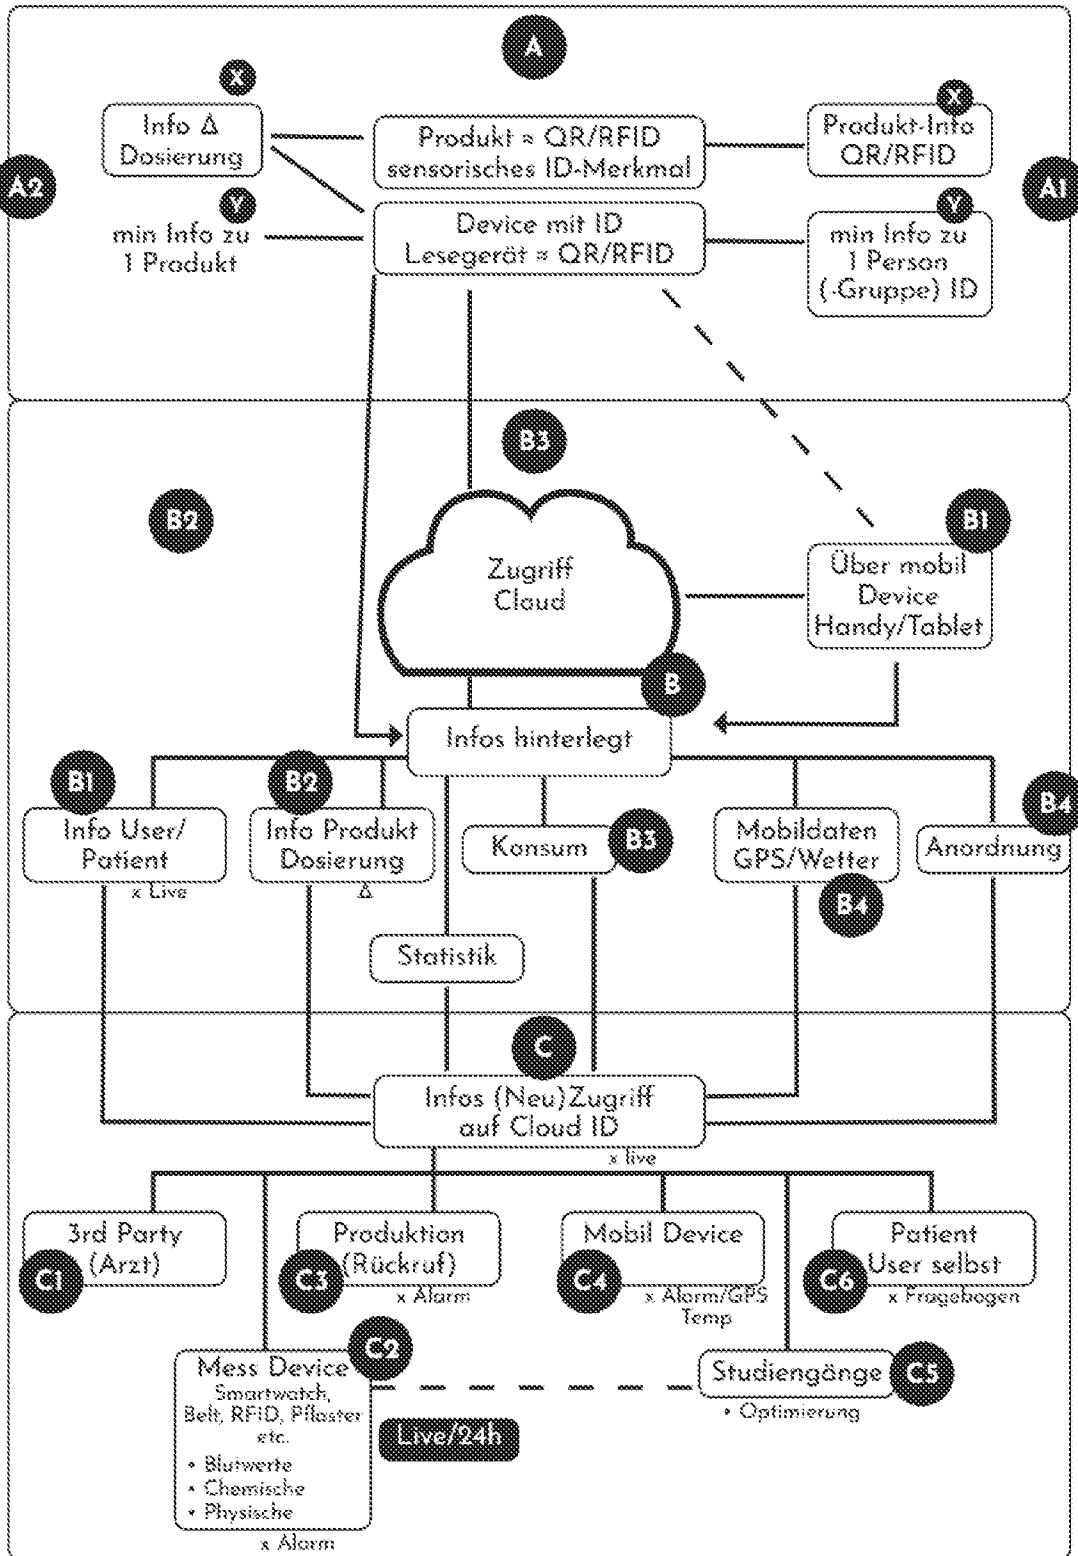 A
X
Info Δ
Dosierung
Produkt = QR/RFID
sensorisches ID-Merkmal
X
Produkt-Info
QR/RFID
A2
A1
Y
min Info zu
1 Produkt
Device mit ID
Lesegerät = QR/RFID
Y
min Info zu
1 Person
(-Gruppe) ID
B3
B2
B1
Zugriff
Cloud
Über mobil
Device
Handy/Tablet
B
Infos hinterlegt
B1
Info User/
Patient
x Live
B2
Info Produkt
Dosierung
Δ
Konsum
B3
Mobildaten
GPS/Wetter
B4
B4
Anordnung
Statistik
C
Infos (Neu)Zugriff
auf Cloud ID
x live
3rd Party
(Arzt)
C1
Produktion
(Rückruf)
C3
x Alarm
Mobil Device
C4
x Alarm/GPS
Temp
Patient
User selbst
C6
x Fragebogen
C2
Mess Device
Smartwatch,
Belt, RFID, Pflaster
etc.
• Blutwerte
• Chemische
• Physische
x Alarm
Live/24h
Studiengänge
C5
• Optimierung